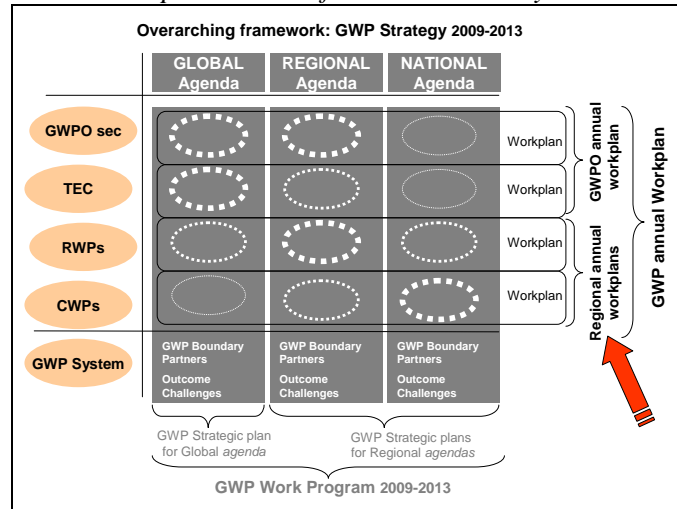 Overarching framework: GWP Strategy 2009-2013
GLOBAL
Agenda
REGIONAL
Agenda
NATIONAL
Agenda
GWPO sec
Workplan
TEC
Workplan
RWPs
Workplan
CWPs
Workplan
GWPO annual
workplan
Regional annual
workplans
GWP annual Workplan
GWP System
GWP Boundary
Partners
Outcome
Challenges
GWP Boundary
Partners
Outcome
Challenges
GWP Boundary
Partners
Outcome
Challenges
GWP Strategic plan
for Global agenda
GWP Strategic plans
for Regional agendas
GWP Work Program 2009-2013